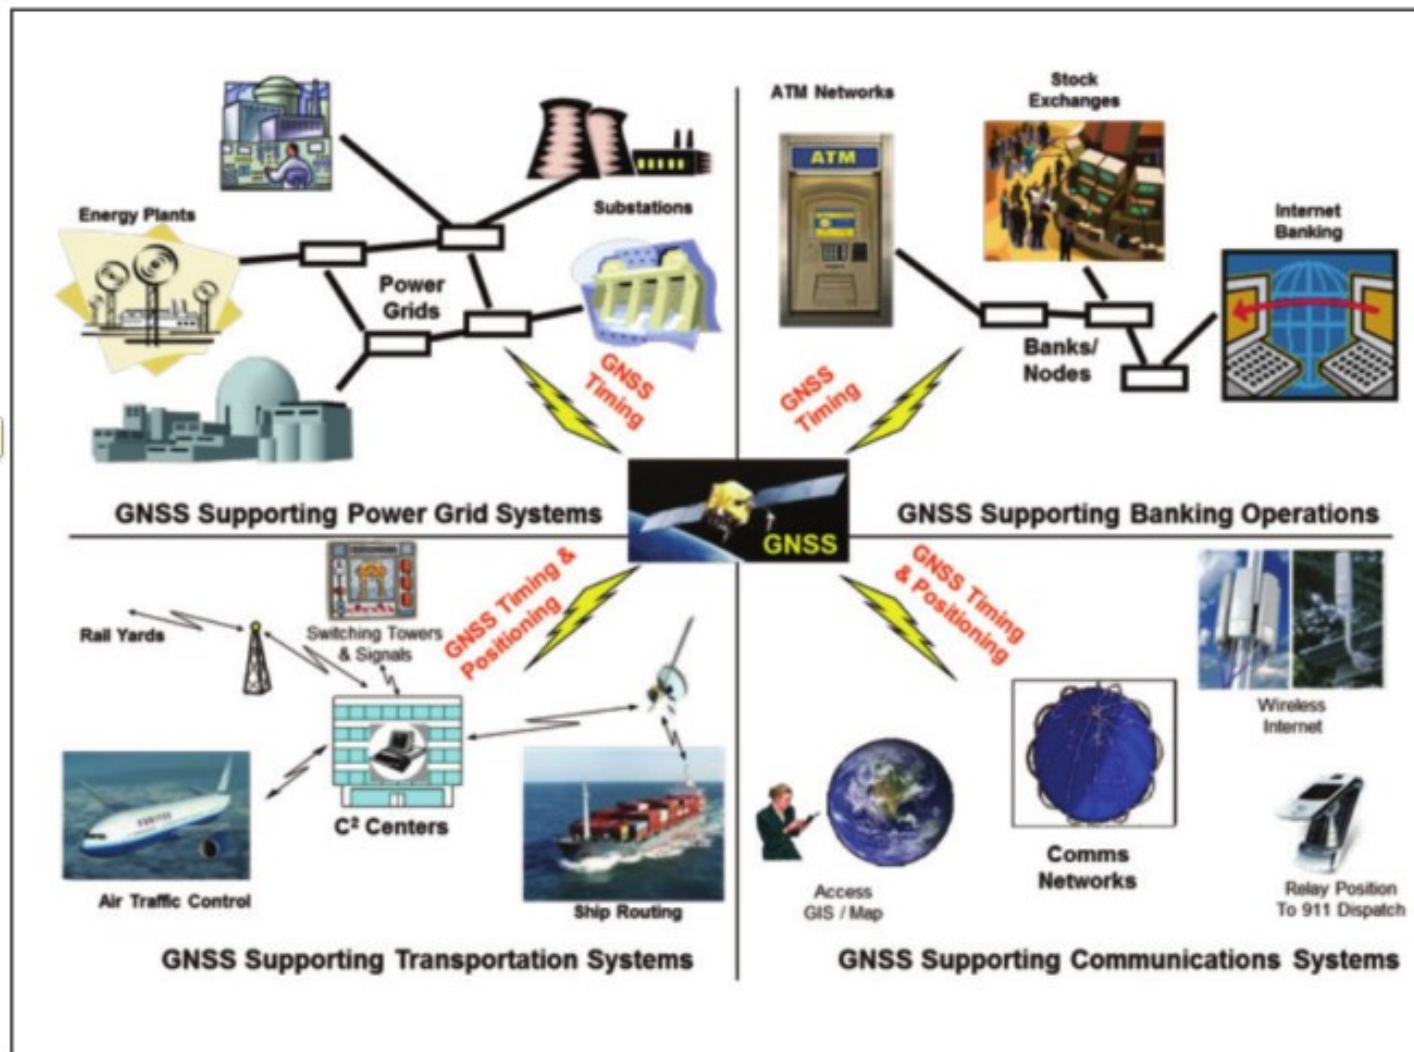 Energy Plants
Substations
Power
Grids
GNSS
Timing
GNSS Supporting Power Grid Systems
ATM Networks
ATM
Stock
Exchanges
Internet
Banking
Banks/
Nodes
GNSS
Timing
GNSS Supporting Banking Operations
GNSS
Rail Yards
Switching Towers
& Signals
GNSS Timing &
Positioning
C² Centers
Air Traffic Control
Ship Routing
GNSS Supporting Transportation Systems
GNSS Timing
& Positioning
Wireless
Internet
Access
GIS / Map
Comms
Networks
Relay Position
To 911 Dispatch
GNSS Supporting Communications Systems